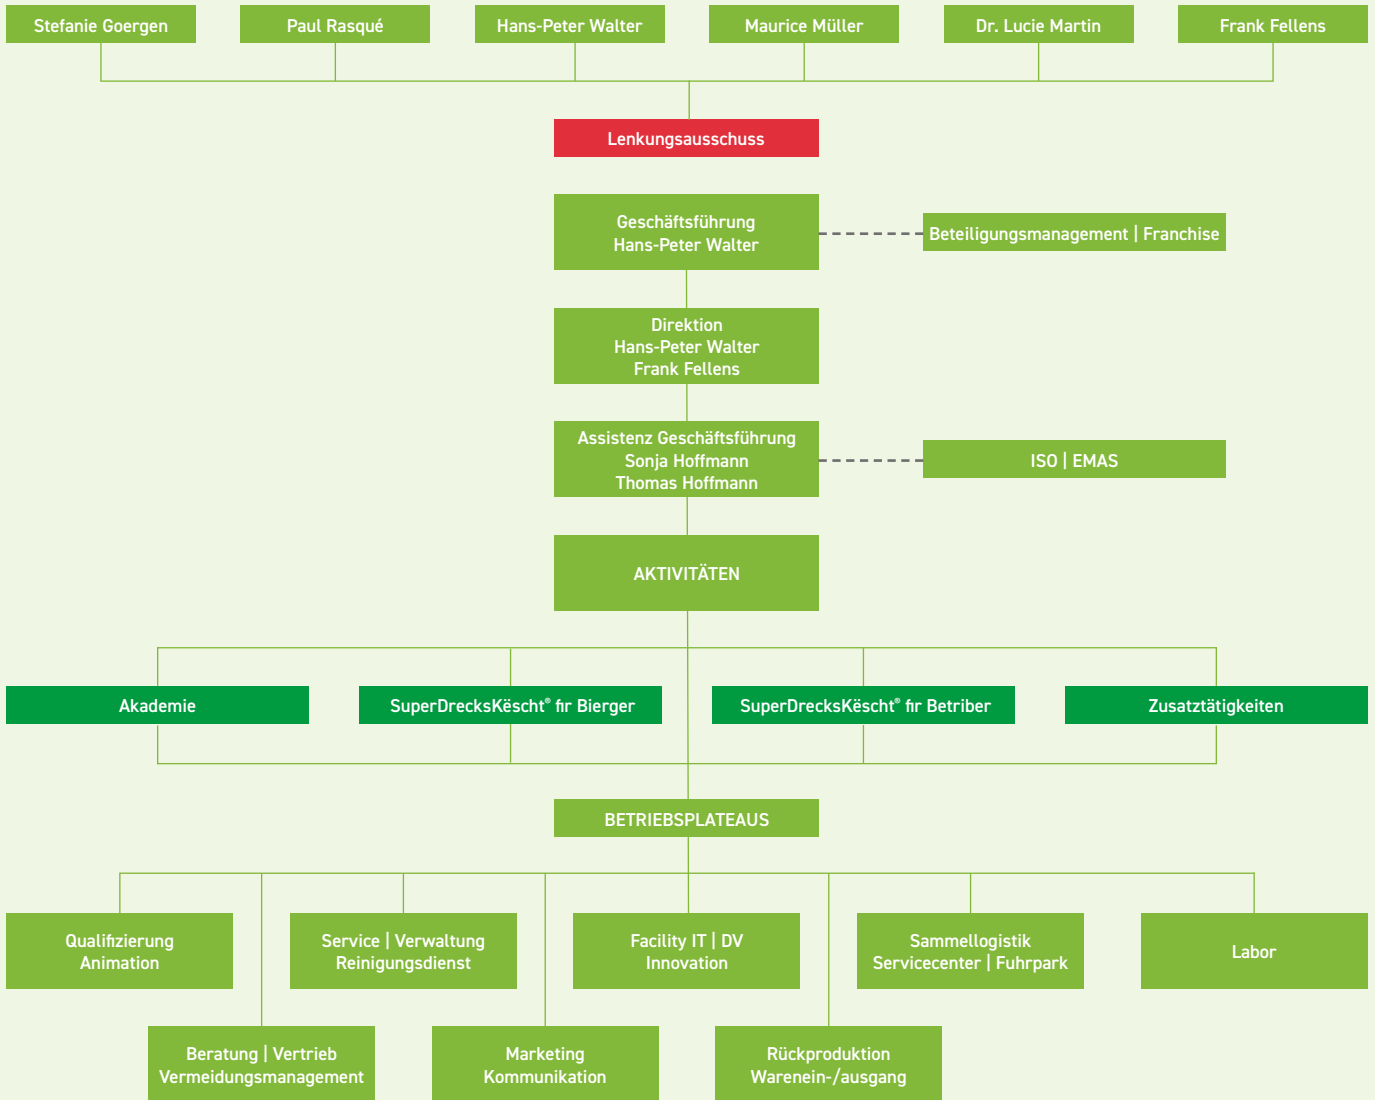 Stefanie Goergen
Paul Rasqué
Hans-Peter Walter
Maurice Müller
Dr. Lucie Martin
Frank Fellens
Lenkungsausschuss
Geschäftsführung
Hans-Peter Walter
Beteiligungsmanagement | Franchise
Direktion
Hans-Peter Walter
Frank Fellens
Assistenz Geschäftsführung
Sonja Hoffmann
Thomas Hoffmann
ISO | EMAS
AKTIVITÄTEN
Akademie
SuperDrecksKëscht® fir Bierger
SuperDrecksKëscht® fir Betriber
Zusatztätigkeiten
BETRIEBSPLATEAUS
Qualifizierung
Animation
Service | Verwaltung
Reinigungsdienst
Facility IT | DV
Innovation
Sammellogistik
Servicecenter | Fuhrpark
Labor
Beratung | Vertrieb
Vermeidungsmanagement
Marketing
Kommunikation
Rückproduktion
Warenein-/ausgang